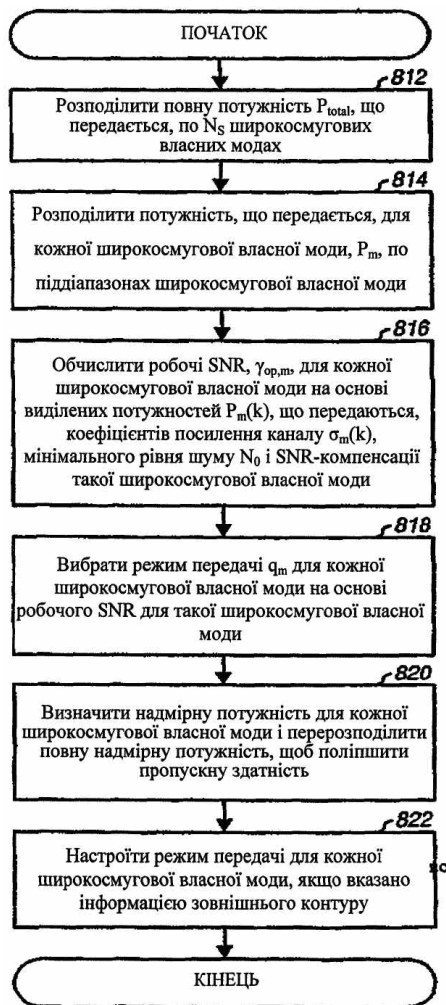 ПОЧАТОК
812
Розподілити повну потужність P_total, що
передається, по N_S широкосмугових
власних модах
814
Розподілити потужність, що передається, для
кожної широкосмугової власної моди, P_m, по
піддіапазонах широкосмугової власної моди
816
Обчислити робочі SNR, γ_op,m, для кожної
широкосмугової власної моди на основі
виділених потужностей P_m(k), що передаються,
коефіцієнтів посилення каналу σ_m(k),
мінімального рівня шуму N_0 і SNR-компенсації
такої широкосмугової власної моди
818
Вибрати режим передачі q_m для кожної
широкосмугової власної моди на основі
робочого SNR для такої широкосмугової власної
моди
820
Визначити надмірну потужність для кожної
широкосмугової власної моди і перерозподілити
повну надмірну потужність, щоб поліпшити
пропускну здатність
822
Настроїти режим передачі для кожної
широкосмугової власної моди, якщо вказано
інформацією зовнішнього контуру
КІНЕЦЬ